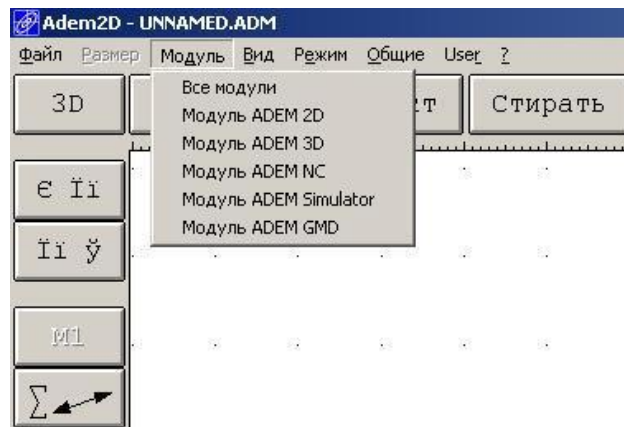 Adem2D - UNNAMED.ADM
Файл Размер Модуль Вид Режим Общие User ?
3D Стирать
Все модули
Модуль ADEM 2D
Модуль ADEM 3D
Модуль ADEM NC
Модуль ADEM Simulator
Модуль ADEM GMD
Є Її
Її ў
M1